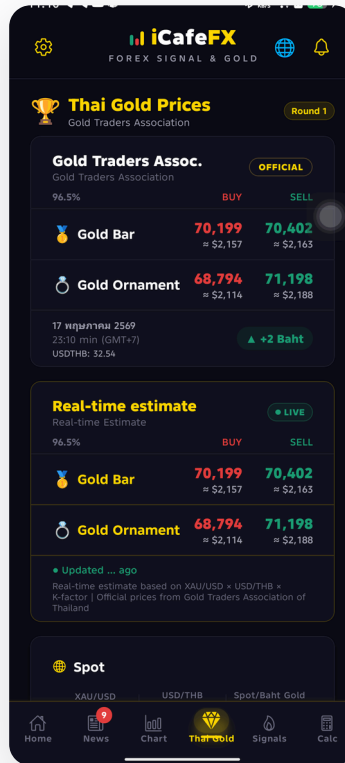 iCafeFX
FOREX SIGNAL & GOLD
Thai Gold Prices
Gold Traders Association
Round 1
Gold Traders Assoc.
Gold Traders Association
OFFICIAL
96.5% BUY SELL
Gold Bar 70,199 70,402
≈ $2,157 ≈ $2,163
Gold Ornament 68,794 71,198
≈ $2,114 ≈ $2,188
17 พฤษภาคม 2569
23:10 min (GMT+7)
USDTHB: 32.54
▲ +2 Baht
Real-time estimate
Real-time Estimate
● LIVE
96.5% BUY SELL
Gold Bar 70,199 70,402
≈ $2,157 ≈ $2,163
Gold Ornament 68,794 71,198
≈ $2,114 ≈ $2,188
● Updated ... ago
Real-time estimate based on XAU/USD × USD/THB ×
K-factor | Official prices from Gold Traders Association of
Thailand
Spot
XAU/USD USD/THB Spot/Baht Gold
9
Home News Chart Thai Gold Signals Calc